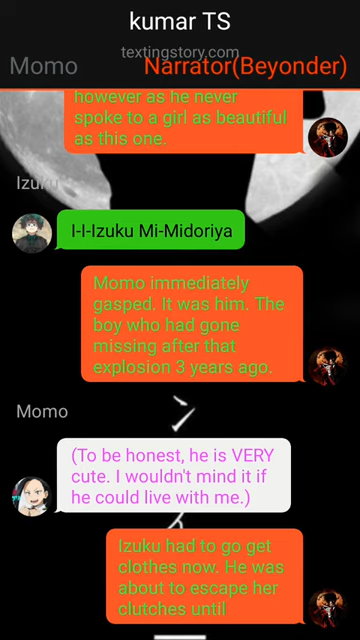 kumar TS
textingstory.com
Momo
Narrator(Beyonder)
however as he never
spoke to a girl as beautiful
as this one.
Izuku
I-I-Izuku Mi-Midoriya
Momo immediately
gasped. It was him. The
boy who had gone
missing after that
explosion 3 years ago.
Momo
(To be honest, he is VERY
cute. I wouldn't mind it if
he could live with me.)
Izuku had to go get
clothes now. He was
about to escape her
clutches until